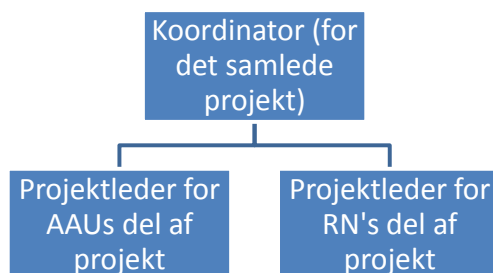 Koordinator (for
det samlede
projekt)
Projektleder for
AAUs del af
projekt
Projektleder for
RN's del af
projekt